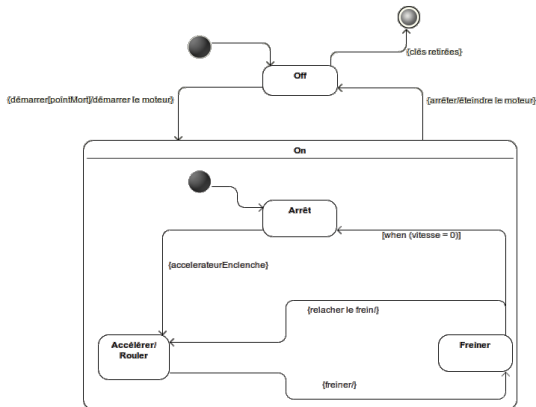 {clés retirées}
Off
{démarrer[pointMort]/démarrer le moteur}
{arrêter/éteindre le moteur}
On
Arrêt
[when (vitesse = 0)]
{accelerateurEnclenche}
{relacher le frein/}
Accélérer/
Rouler
Freiner
{freiner/}